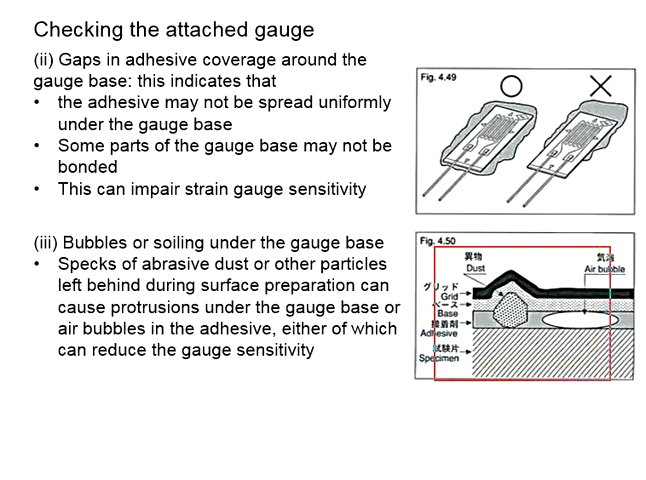 Checking the attached gauge
(ii) Gaps in adhesive coverage around the
gauge base: this indicates that
• the adhesive may not be spread uniformly
under the gauge base
• Some parts of the gauge base may not be
bonded
• This can impair strain gauge sensitivity
Fig. 4.49
(iii) Bubbles or soiling under the gauge base
• Specks of abrasive dust or other particles
left behind during surface preparation can
cause protrusions under the gauge base or
air bubbles in the adhesive, either of which
can reduce the gauge sensitivity
Fig. 4.50
異物
Dust
気泡
Air bubble
グリッド
Grid
ベース
Base
接着剤
Adhesive
試験片
Specimen